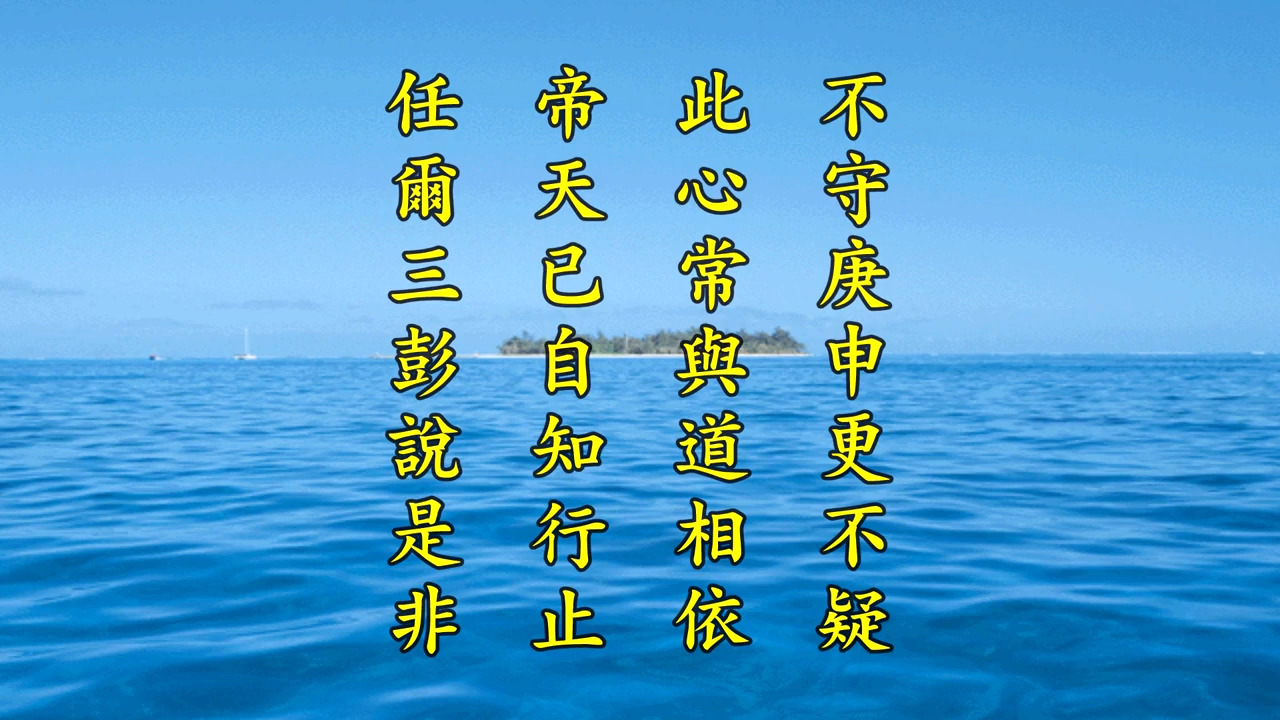 不守庚申更不疑
此心常與道相依
帝天已自知行止
任爾三彭說是非